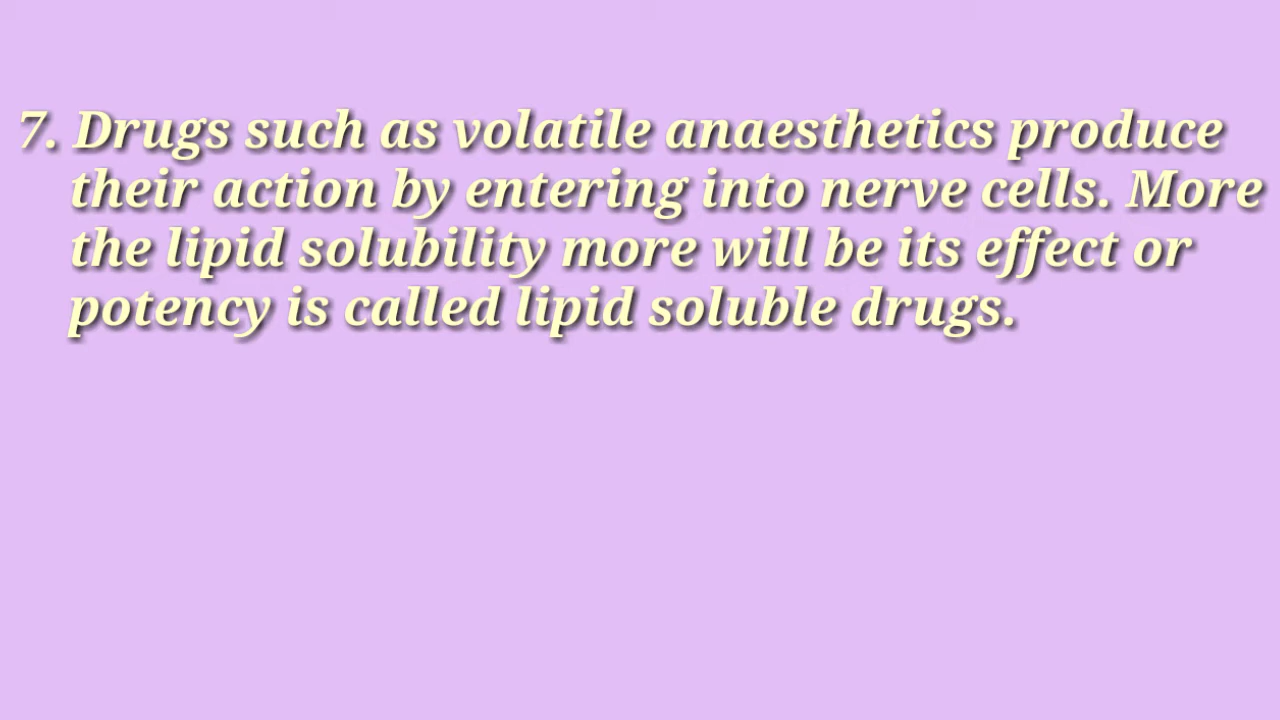 7. Drugs such as volatile anaesthetics produce
their action by entering into nerve cells. More
the lipid solubility more will be its effect or
potency is called lipid soluble drugs.